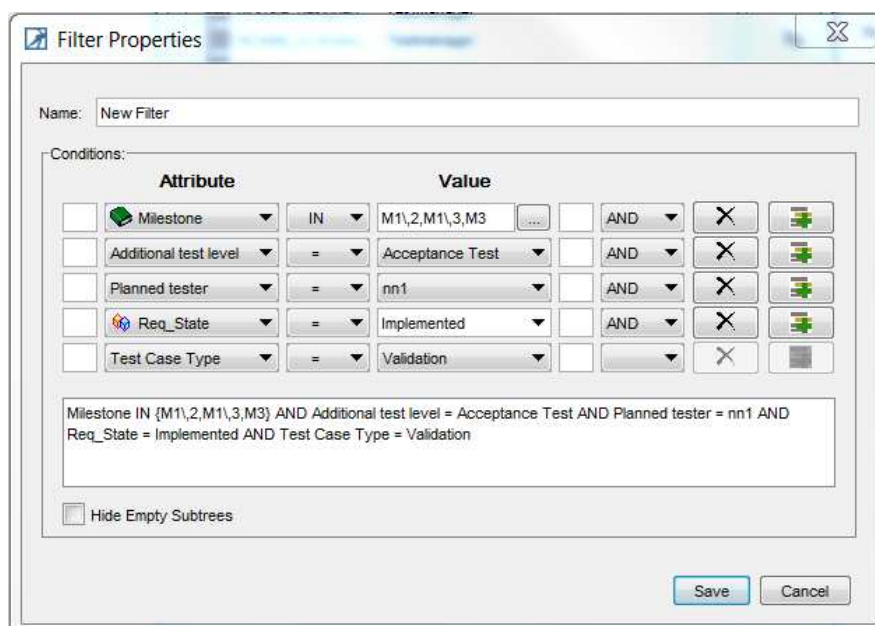 Filter Properties
Name: New Filter
Conditions:
Attribute Value
Milestone IN M1\,2,M1\,3,M3 ... AND
Additional test level = Acceptance Test AND
Planned tester = nn1 AND
Req_State = Implemented AND
Test Case Type = Validation
Milestone IN {M1\,2,M1\,3,M3} AND Additional test level = Acceptance Test AND Planned tester = nn1 AND
Req_State = Implemented AND Test Case Type = Validation
Hide Empty Subtrees
Save Cancel